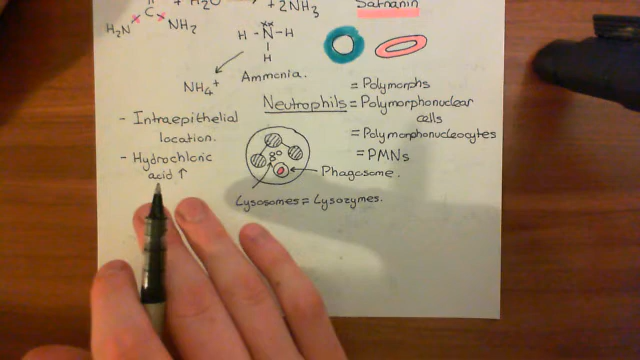 + H2O → + 2NH3
C
H2N NH2
Safranin
H - N - H
H
Ammonia.
NH4+
= Polymorphs
Neutrophils = Polymorphonuclear
cells
= Polymorphonucleocytes
= PMNs
- Intraepithelial
location.
- Hydrochloric
acid ↑
Phagosome.
Lysosomes = Lysozymes.